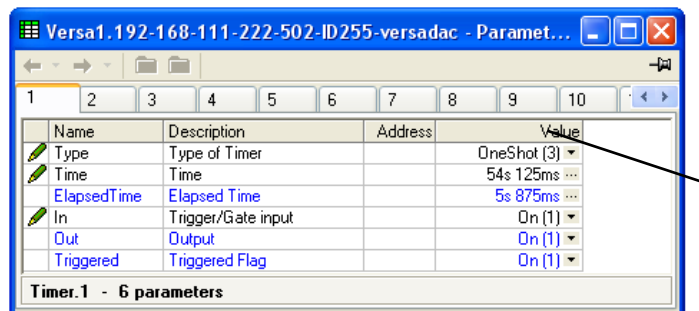 Versa1.192-168-111-222-502-ID255-versadac - Paramet...
1 2 3 4 5 6 7 8 9 10
Name Description Address Value
Type Type of Timer OneShot (3)
Time Time 54s 125ms ...
ElapsedTime Elapsed Time 5s 875ms ...
In Trigger/Gate input On (1)
Out Output On (1)
Triggered Triggered Flag On (1)
Timer.1 - 6 parameters